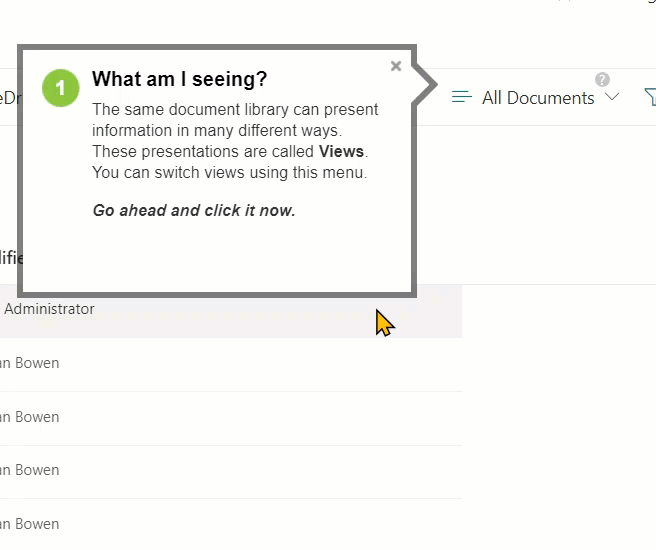 What am I seeing?
1
The same document library can present
information in many different ways.
These presentations are called Views.
You can switch views using this menu.
Go ahead and click it now.
All Documents
?
Administrator
Bowen
Bowen
Bowen
Bowen